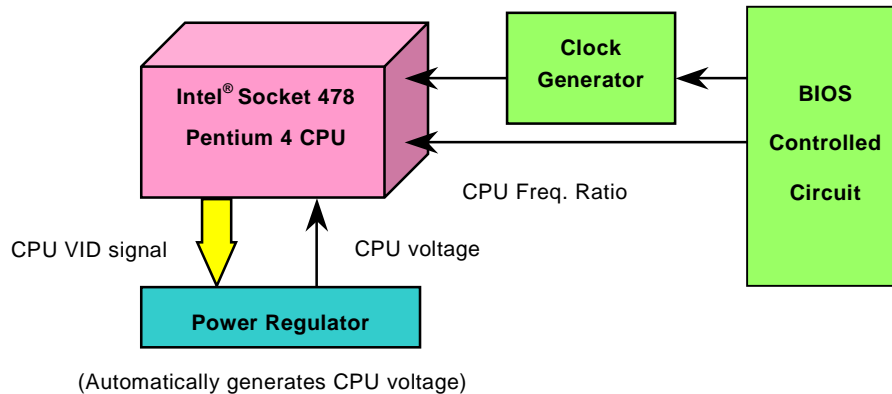 Clock
Generator
Intel® Socket 478
Pentium 4 CPU
BIOS
Controlled
Circuit
CPU Freq. Ratio
CPU VID signal
CPU voltage
Power Regulator
(Automatically generates CPU voltage)